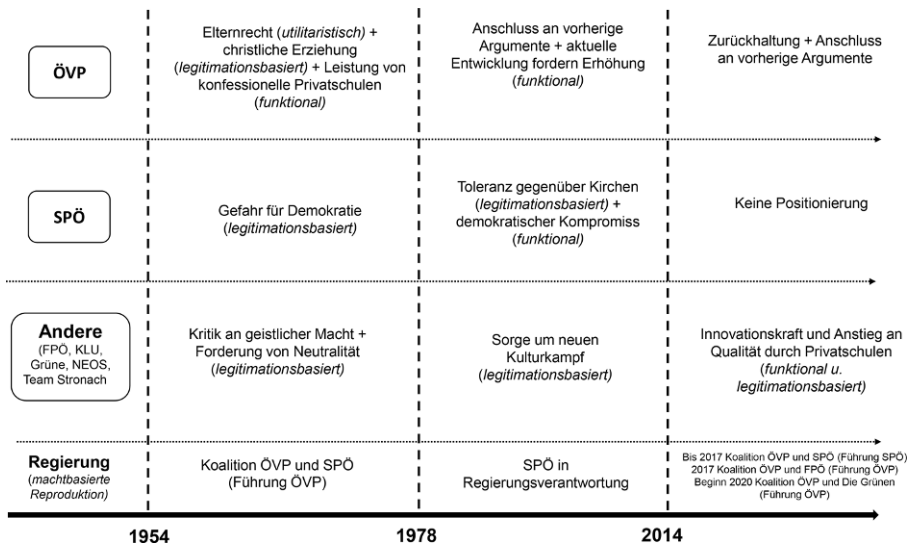 ÖVP
Elternrecht (utilitaristisch) +
christliche Erziehung
(legitimationsbasiert) + Leistung von
konfessionelle Privatschulen
(funktional)
Anschluss an vorherige
Argumente + aktuelle
Entwicklung fordern Erhöhung
(funktional)
Zurückhaltung + Anschluss
an vorherige Argumente
SPÖ
Gefahr für Demokratie
(legitimationsbasiert)
Toleranz gegenüber Kirchen
(legitimationsbasiert) +
demokratischer Kompromiss
(funktional)
Keine Positionierung
Andere
(FPÖ, KLU,
Grüne, NEOS,
Team Stronach
Kritik an geistlicher Macht +
Forderung von Neutralität
(legitimationsbasiert)
Sorge um neuen
Kulturkampf
(legitimationsbasiert)
Innovationskraft und Anstieg an
Qualität durch Privatschulen
(funktional u.
legitimationsbasiert)
Regierung
(machtbasierte
Reproduktion)
Koalition ÖVP und SPÖ
(Führung ÖVP)
SPÖ in
Regierungsverantwortung
Bis 2017 Koalition ÖVP und SPÖ (Führung SPÖ)
2017 Koalition ÖVP und FPÖ (Führung ÖVP)
Beginn 2020 Koalition ÖVP und Die Grünen
(Führung ÖVP)
1954
1978
2014